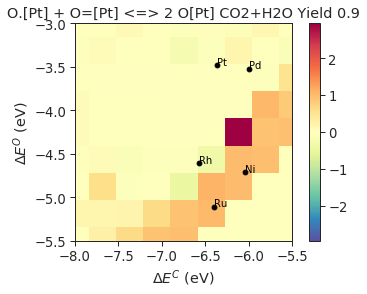 O.[Pt] + O=[Pt] <=> 2 O[Pt] CO2+H2O Yield 0.9
−3.0
−3.5
−4.0
−4.5
−5.0
−5.5
ΔE^O (eV)
Pt
Pd
Rh
Ni
Ru
−8.0 −7.5 −7.0 −6.5 −6.0 −5.5
ΔE^C (eV)
2
1
0
−1
−2